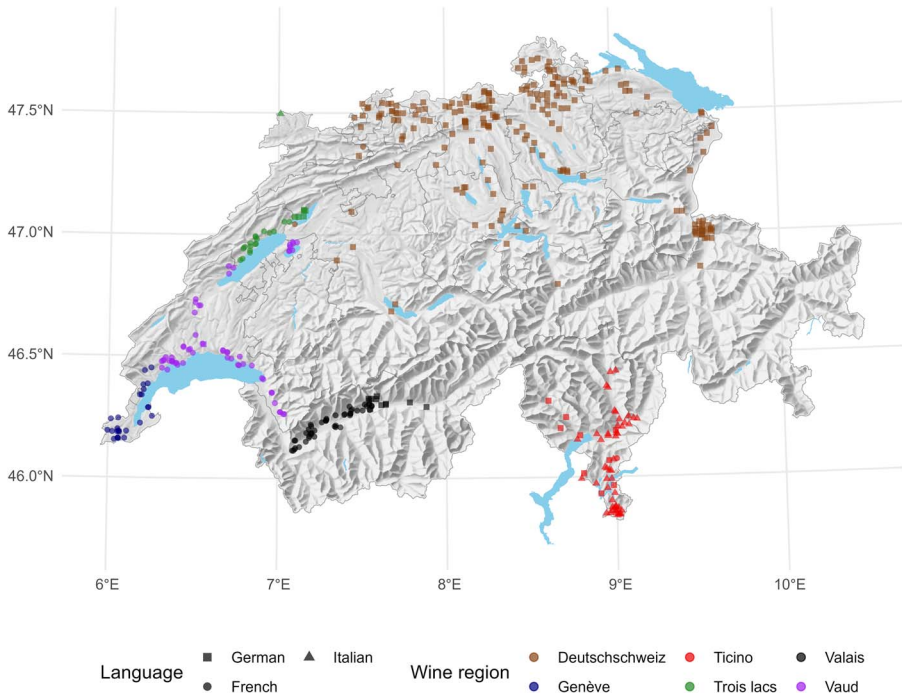 47.5°N
47.0°N
46.5°N
46.0°N
6°E 7°E 8°E 9°E 10°E
Language German Italian French
Wine region Deutschschweiz Ticino Valais
Genève Trois lacs Vaud